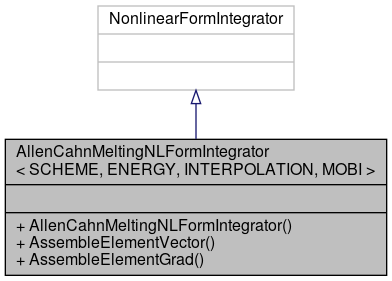 NonlinearFormIntegrator
AllenCahnMeltingNLFormIntegrator
< SCHEME, ENERGY, INTERPOLATION, MOBI >
+ AllenCahnMeltingNLFormIntegrator()
+ AssembleElementVector()
+ AssembleElementGrad()